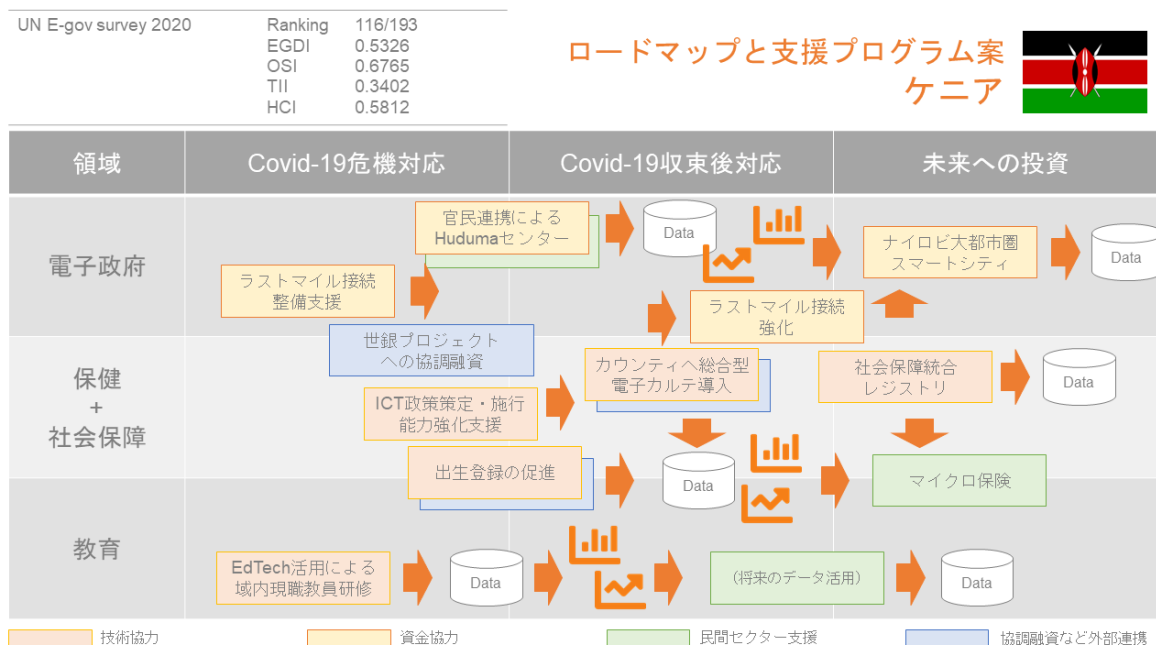 UN E-gov survey 2020
Ranking 116/193
EGDI 0.5326
OSI 0.6765
TII 0.3402
HCI 0.5812
ロードマップと支援プログラム案
ケニア
領域
Covid-19危機対応
Covid-19収束後対応
未来への投資
電子政府
官民連携による
Hudumaセンター
Data
ナイロビ大都市圏
スマートシティ
Data
ラストマイル接続
整備支援
ラストマイル接続
強化
世銀プロジェクト
への協調融資
保健
+
社会保障
カウンティへ総合型
電子カルテ導入
社会保障統合
レジストリ
Data
ICT政策策定・施行
能力強化支援
出生登録の促進
Data
マイクロ保険
教育
EdTech活用による
域内現職教員研修
Data
（将来のデータ活用）
Data
技術協力
資金協力
民間セクター支援
協調融資など外部連携